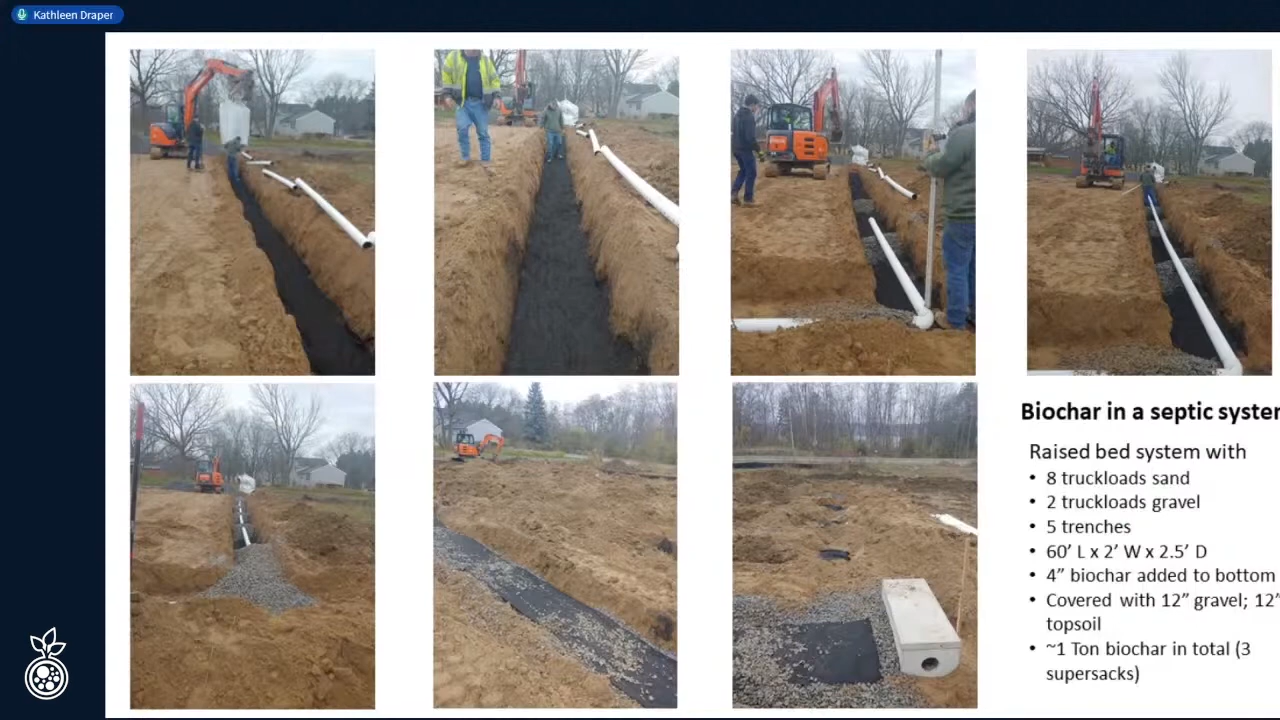 Kathleen Draper
Biochar in a septic system
Raised bed system with
• 8 truckloads sand
• 2 truckloads gravel
• 5 trenches
• 60’ L x 2’ W x 2.5’ D
• 4” biochar added to bottom
• Covered with 12” gravel; 12”
topsoil
• ~1 Ton biochar in total (3
supersacks)